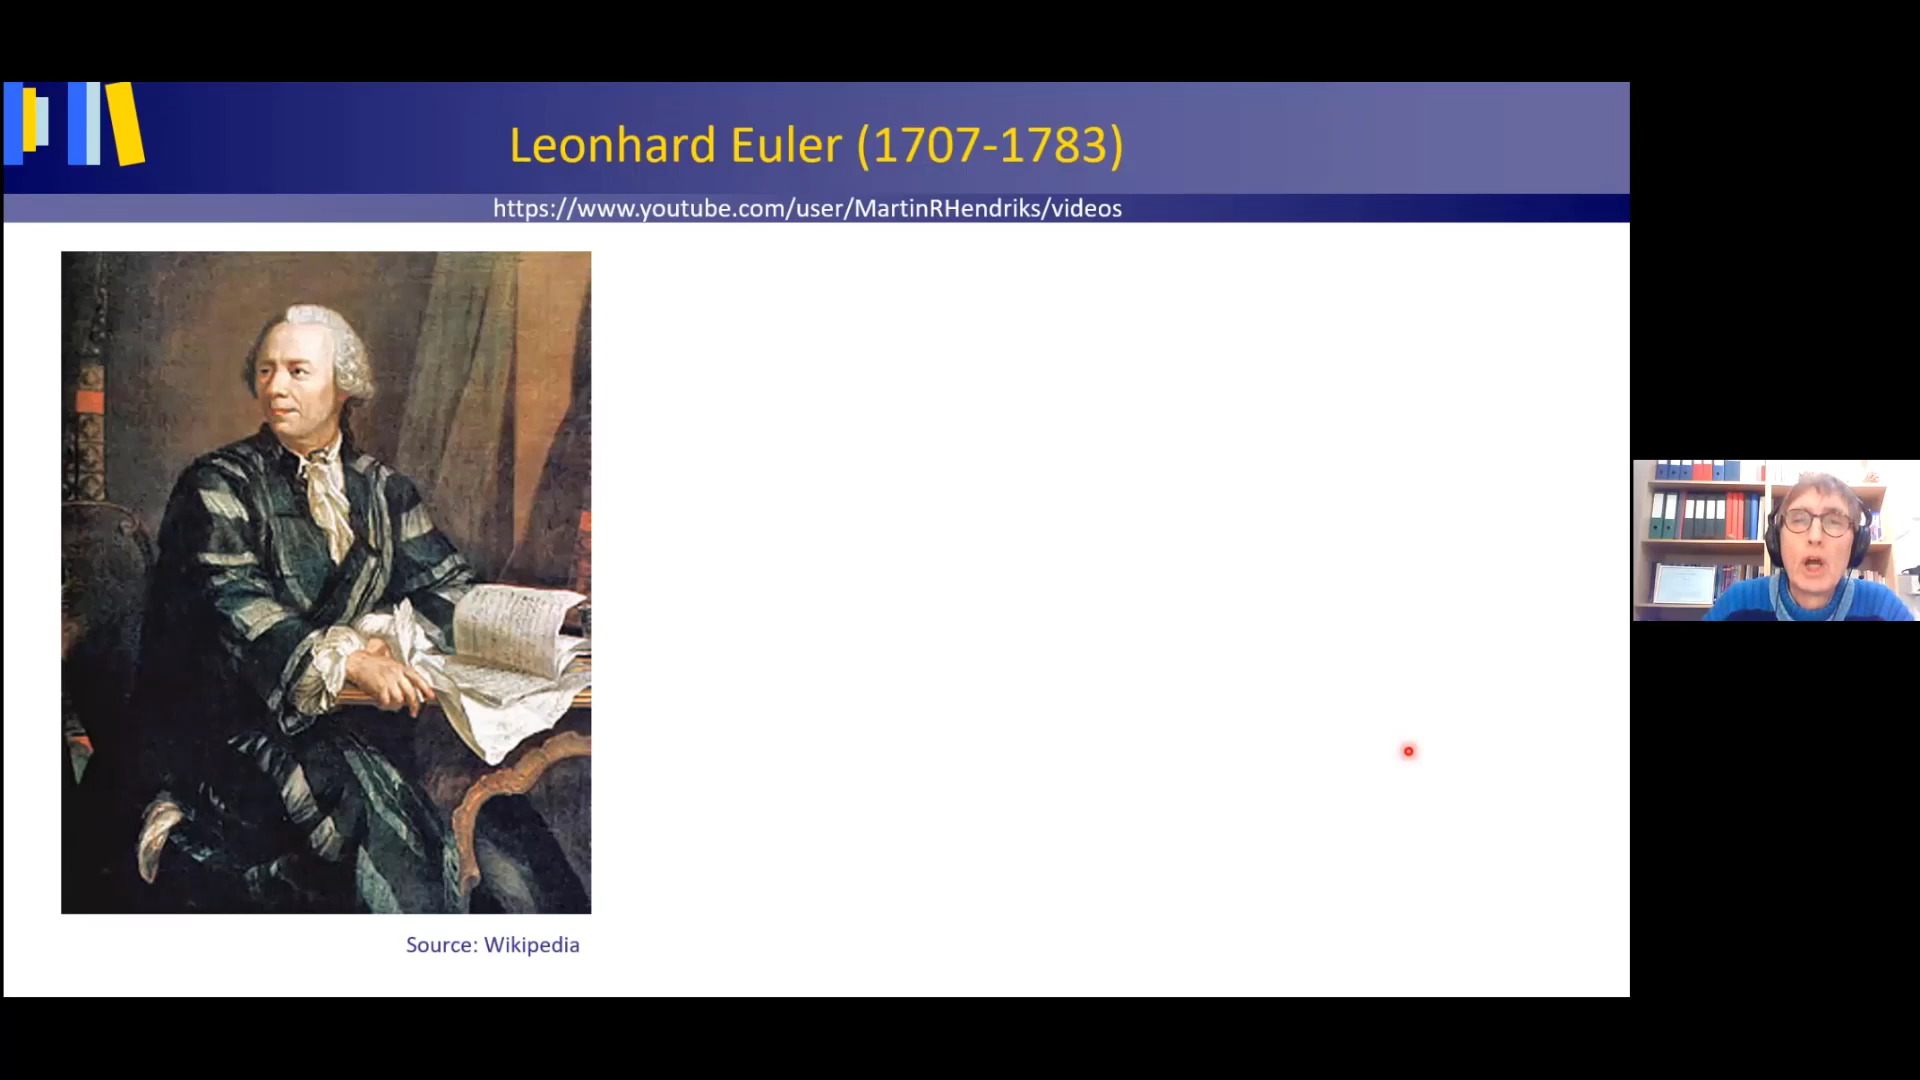 Leonhard Euler (1707-1783)
https://www.youtube.com/user/MartinRHendriks/videos
Source: Wikipedia